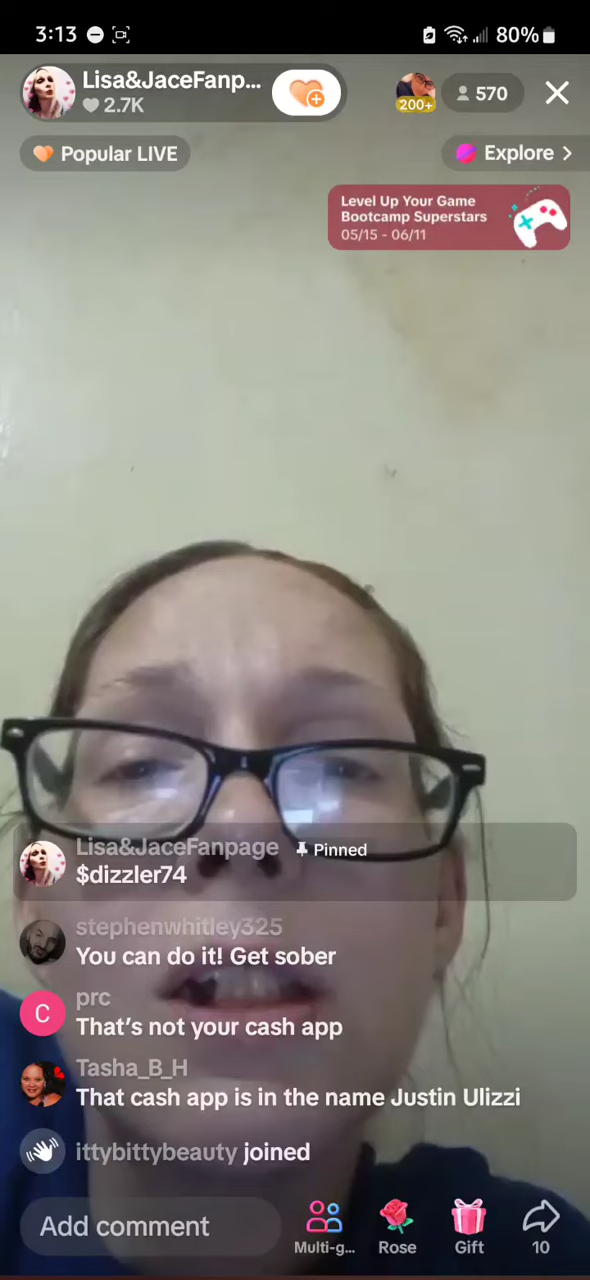 3:13
80%
Lisa&JaceFanp...
2.7K
200+
570
Popular LIVE
Explore >
Level Up Your Game
Bootcamp Superstars
05/15 - 06/11
Lisa&JaceFanpage Pinned
$dizzler74
stephenwhitley325
You can do it! Get sober
C
prc
That's not your cash app
Tasha_B_H
That cash app is in the name Justin Ulizzi
ittybittybeauty joined
Add comment
Multi-g...
Rose
Gift
10